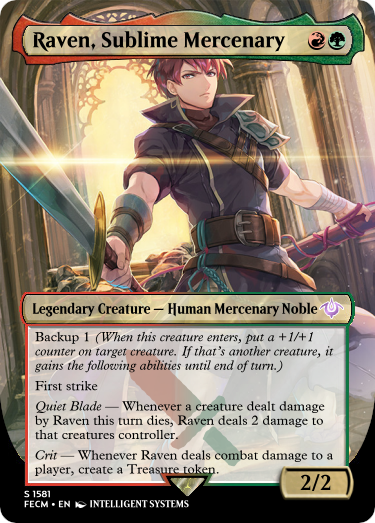 Raven, Sublime Mercenary
Legendary Creature — Human Mercenary Noble
Backup 1 (When this creature enters, put a +1/+1
counter on target creature. If that's another creature, it
gains the following abilities until end of turn.)
First strike
Quiet Blade — Whenever a creature dealt damage
by Raven this turn dies, Raven deals 2 damage to
that creatures controller.
Crit — Whenever Raven deals combat damage to a
player, create a Treasure token.
2/2
S 1581
FECM • EN INTELLIGENT SYSTEMS